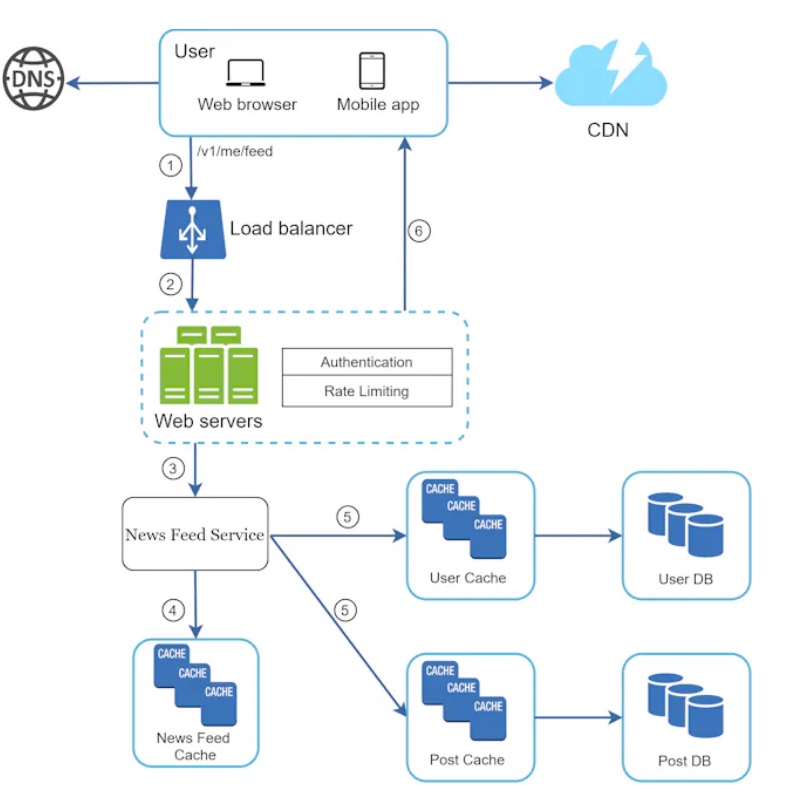 User
DNS
Web browser
Mobile app
CDN
/v1/me/feed
1
Load balancer
6
2
Authentication
Rate Limiting
Web servers
3
CACHE
CACHE
CACHE
User Cache
User DB
5
News Feed Service
4
5
CACHE
CACHE
CACHE
News Feed
Cache
CACHE
CACHE
CACHE
Post Cache
Post DB